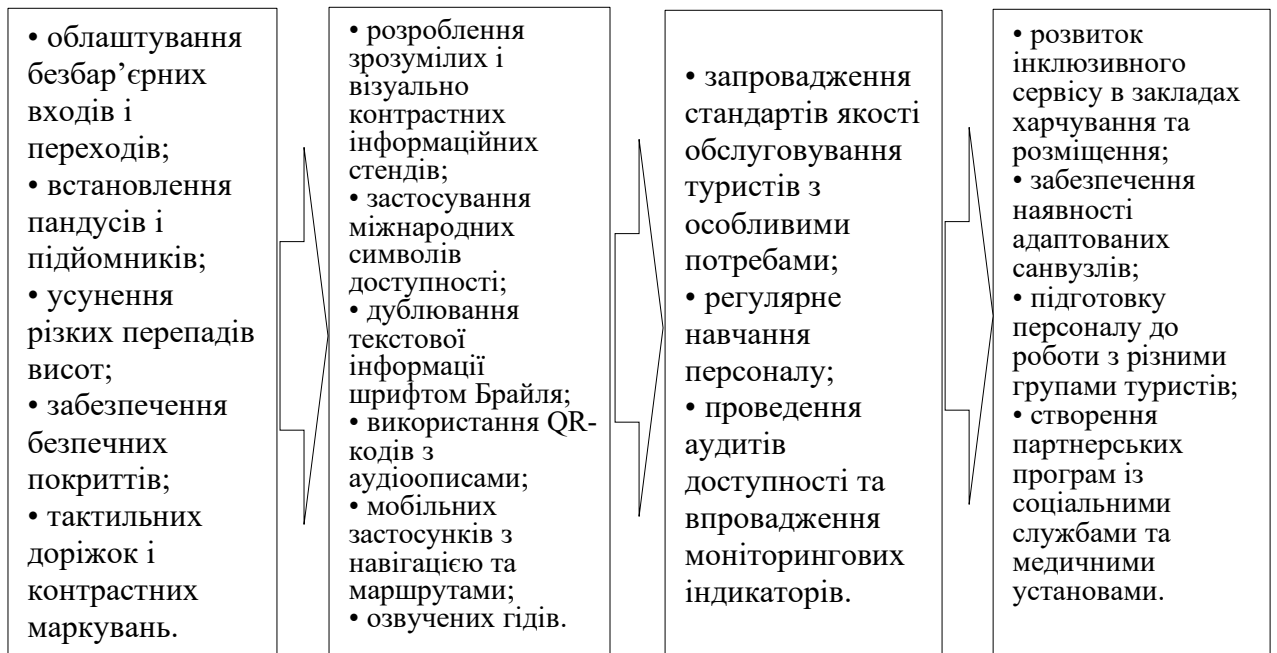 • облаштування
безбар’єрних
входів і
переходів;
• встановлення
пандусів і
підйомників;
• усунення
різких перепадів
висот;
• забезпечення
безпечних
покриттів;
• тактильних
доріжок і
контрастних
маркувань.
• розроблення
зрозумілих і
візуально
контрастних
інформаційних
стендів;
• застосування
міжнародних
символів
доступності;
• дублювання
текстової
інформації
шрифтом Брайля;
• використання QR-
кодів з
аудіоописами;
• мобільних
застосунків з
навігацією та
маршрутами;
• озвучених гідів.
• запровадження
стандартів якості
обслуговування
туристів з
особливими
потребами;
• регулярне
навчання
персоналу;
• проведення
аудитів
доступності та
впровадження
моніторингових
індикаторів.
• розвиток
інклюзивного
сервісу в закладах
харчування та
розміщення;
• забезпечення
наявності
адаптованих
санвузлів;
• підготовку
персоналу до
роботи з різними
групами туристів;
• створення
партнерських
програм із
соціальними
службами та
медичними
установами.